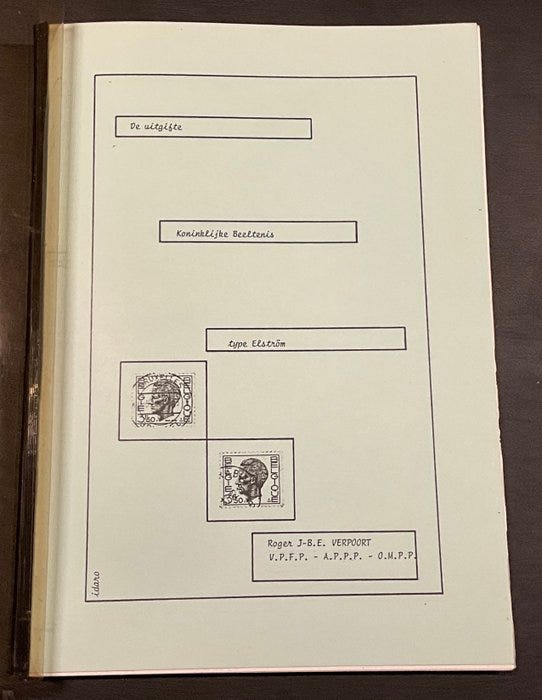 De uitgifte
Koninklijke Beeltenis
type Elström
Roger J-B.E. VERPOORT
V.P.F.P. - A.P.P.P. - O.M.P.P.
idaro